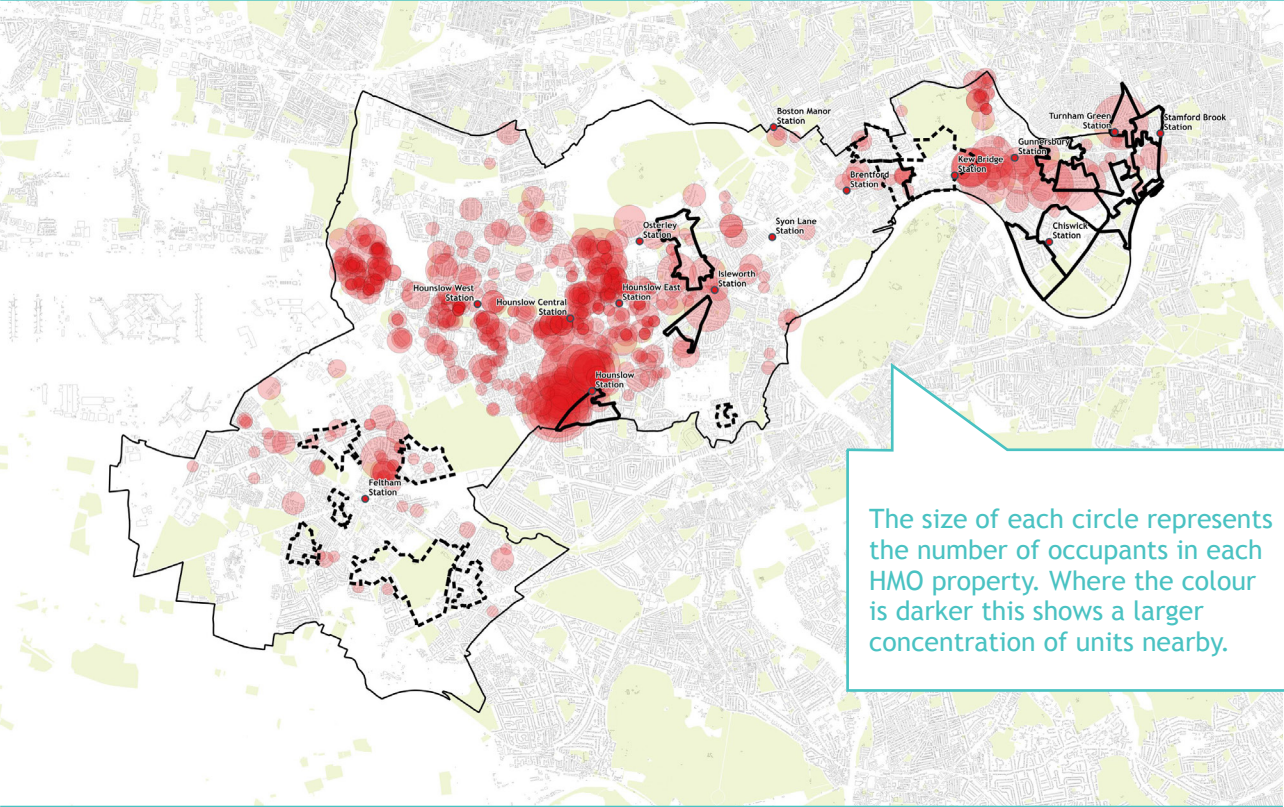 Boston Manor
Station
Turnham Green
Station
Stamford Brook
Station
Gunnersbury
Station
Kew Bridge
Station
Brentford
Station
Syon Lane
Station
Chiswick
Station
Osterley
Station
Isleworth
Station
Hounslow West
Station
Hounslow Central
Station
Hounslow East
Station
Hounslow
Station
Feltham
Station
The size of each circle represents
the number of occupants in each
HMO property. Where the colour
is darker this shows a larger
concentration of units nearby.